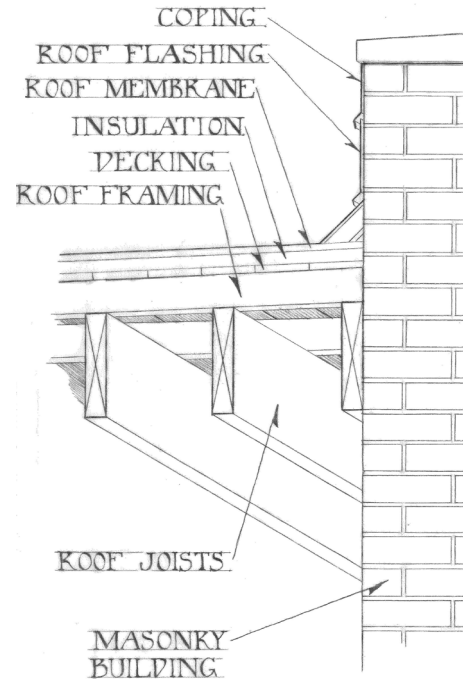 COPING
ROOF FLASHING
ROOF MEMBRANE
INSULATION
DECKING
ROOF FRAMING
ROOF JOISTS
MASONRY
BUILDING